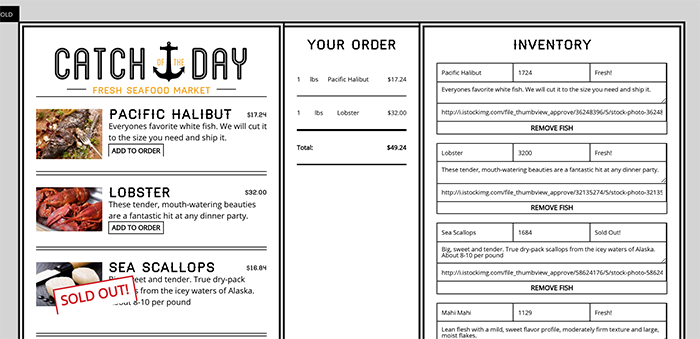 OLD
CATCH OF THE DAY
FRESH SEAFOOD MARKET
PACIFIC HALIBUT $17.24
Everyones favorite white fish. We will cut it
to the size you need and ship it.
ADD TO ORDER
LOBSTER $32.00
These tender, mouth-watering beauties
are a fantastic hit at any dinner party.
ADD TO ORDER
SEA SCALLOPS $16.84
Big, sweet and tender. True dry-pack
scallops from the icey waters of Alaska.
About 8-10 per pound
SOLD OUT!
YOUR ORDER
1 lbs Pacific Halibut $17.24
1 lbs Lobster $32.00
Total: $49.24
INVENTORY
Pacific Halibut 1724 Fresh!
Everyones favorite white fish. We will cut it to the size you need and ship it.
http://i.istockimg.com/file_thumbview_approve/36248396/5/stock-photo-36248
REMOVE FISH
Lobster 3200 Fresh!
These tender, mouth-watering beauties are a fantastic hit at any dinner party.
http://i.istockimg.com/file_thumbview_approve/32135274/5/stock-photo-32135
REMOVE FISH
Sea Scallops 1684 Sold Out!
Big, sweet and tender. True dry-pack scallops from the icey waters of Alaska.
About 8-10 per pound
http://i.istockimg.com/file_thumbview_approve/58624176/5/stock-photo-58624
REMOVE FISH
Mahi Mahi 1129 Fresh!
Lean flesh with a mild, sweet flavor profile, moderately firm texture and large,
moist flakes.